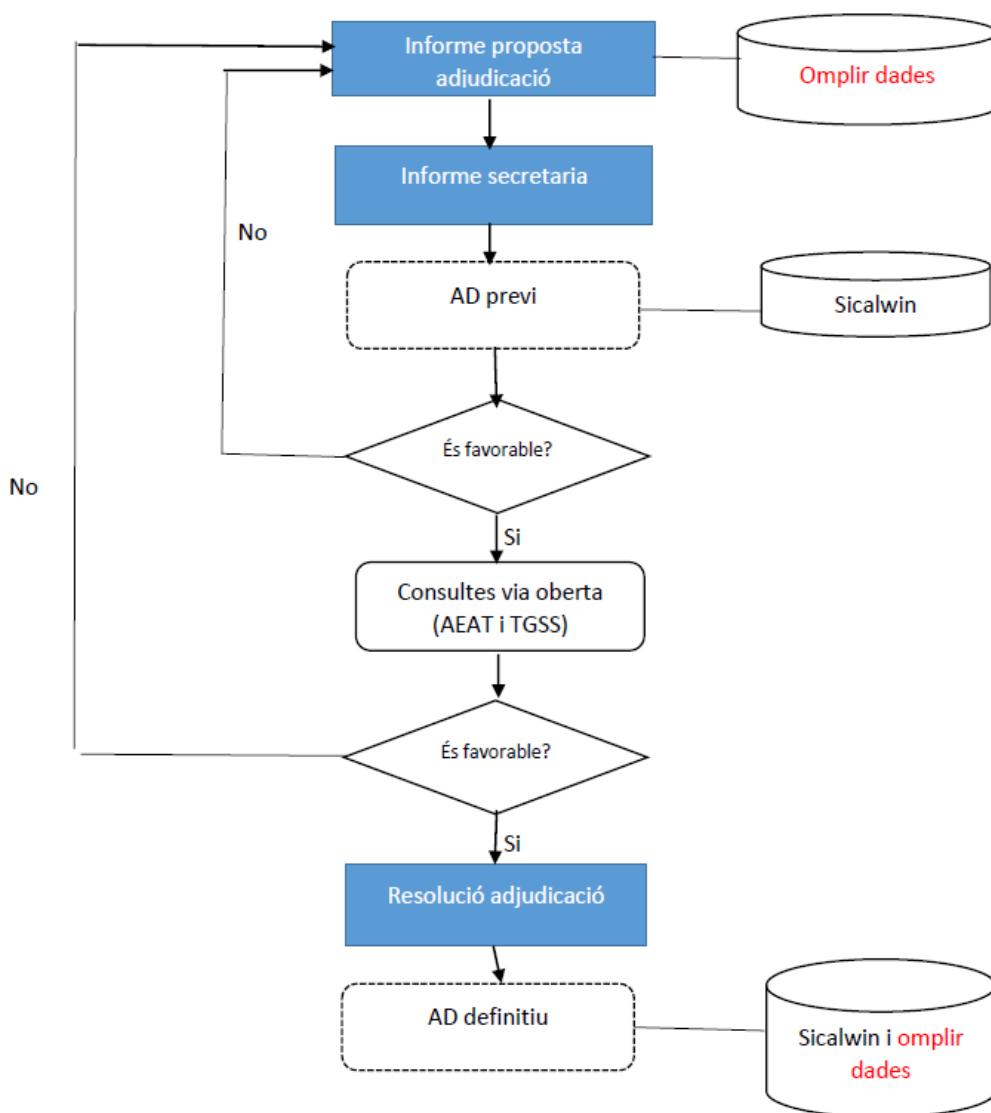 Informe proposta
adjudicació
Omplir dades
Informe secretaria
No
AD previ
Sicalwin
És favorable?
No
Si
Consultes via oberta
(AEAT i TGSS)
És favorable?
Si
Resolució adjudicació
AD definitiu
Sicalwin i omplir
dades